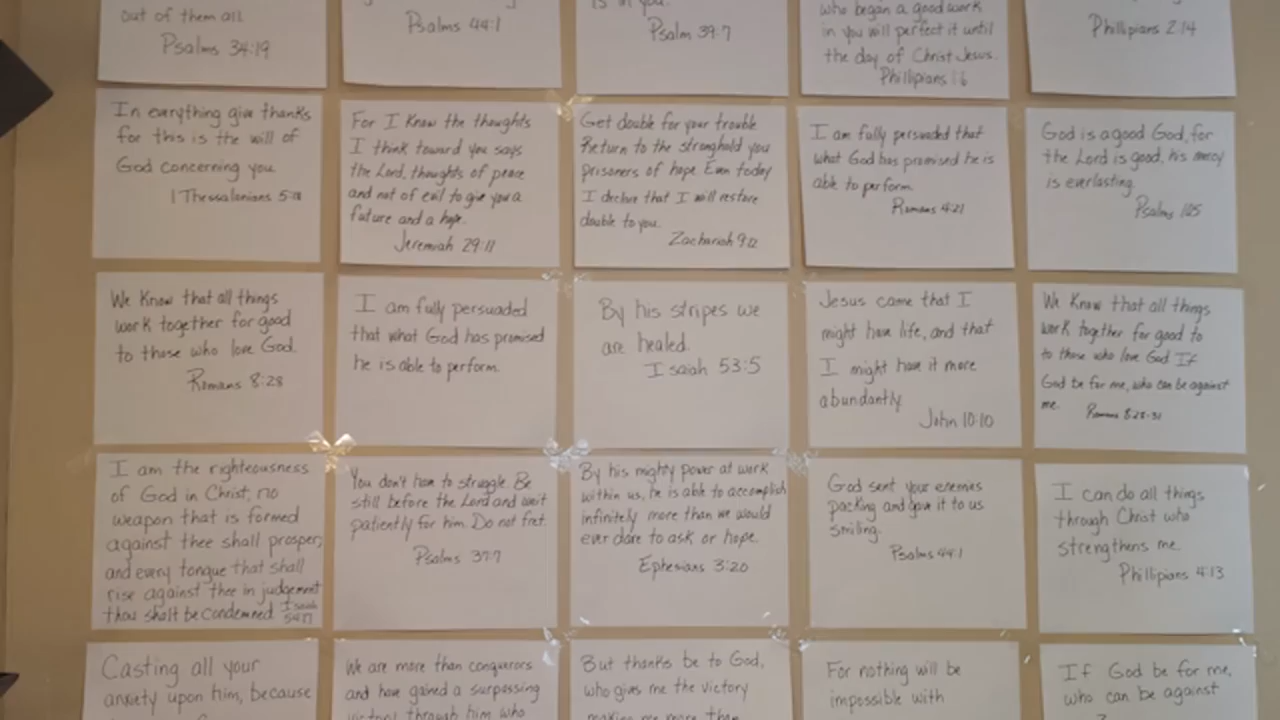 out of them all
Psalms 34:19
Psalms 44:1
is in you.
Psalm 39:7
who began a good work
in you will perfect it until
the day of Christ Jesus.
Phillipians 1:6
Phillipians 2:14
In everything give thanks
for this is the will of
God concerning you
1 Thessalonians 5:18
For I Know the thoughts
I think toward you says
the Lord, thoughts of peace
and not of evil to give you a
future and a hope.
Jeremiah 29:11
Get double for your trouble
Return to the stronghold you
prisoners of hope Even today
I declare that I will restore
double to you.
Zachariah 9:12
I am fully persuaded that
what God has promised he is
able to perform
Romans 4:21
God is a good God, for
the Lord is good, his mercy
is everlasting.
Psalms
We Know that all things
work together for good
to those who love God.
Romans 8:28
I am fully persuaded
that what God has promised
he is able to perform.
By his stripes we
are healed.
Isaiah 53:5
Jesus came that I
might have life, and that
I might have it more
abundantly
John 10:10
We Know that all things
work together for good to
to those who love God If
God be for me, who can be against
me.
Romans 8:28-31
I am the righteousness
of God in Christ; no
weapon that is formed
against thee shall prosper;
and every tongue that shall
rise against thee in judgement
thou shalt be condemned Isaiah
54:17
You don't have to struggle. Be
still before the Lord and wait
patiently for him. Do not fret.
Psalms 37:7
By his mighty power at work
within us, he is able to accomplish
infinitely more than we would
ever dare to ask or hope.
Ephesians 3:20
God sent your enemies
packing and gave it to us
smiling.
Psalms 44:1
I can do all things
through Christ who
strengthens me.
Phillipians 4:13
Casting all your
anxiety upon him, because
We are more than conquerors
and have gained a surpassing
victory through him who
But thanks be to God,
who gives me the victory
making me more than
For nothing will be
impossible with
If God be for me,
who can be against